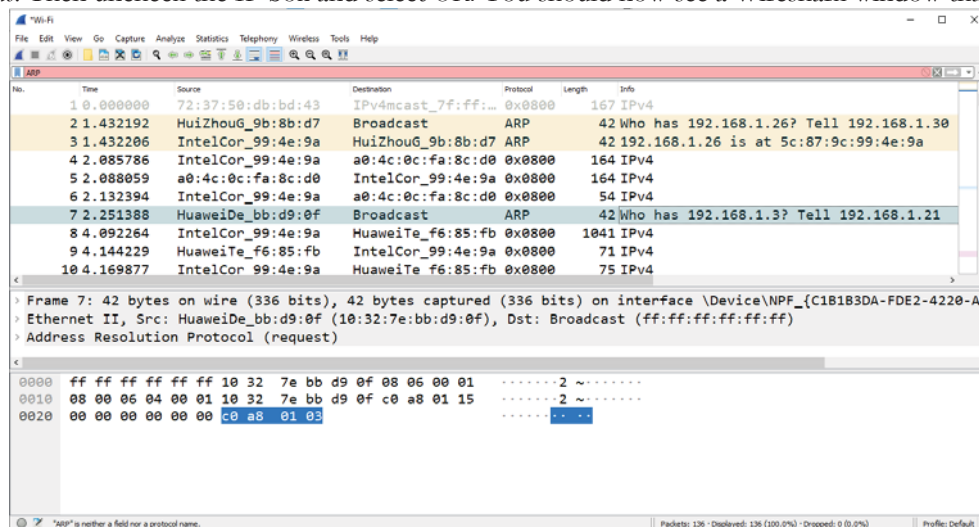 *Wi-Fi
File Edit View Go Capture Analyze Statistics Telephony Wireless Tools Help
ARP
No. Time Source Destination Protocol Length Info
1 0.000000 72:37:50:db:bd:43 IPv4mcast_7f:ff:… 0x0800 167 IPv4
2 1.432192 HuiZhouG_9b:8b:d7 Broadcast ARP 42 Who has 192.168.1.26? Tell 192.168.1.30
3 1.432206 IntelCor_99:4e:9a HuiZhouG_9b:8b:d7 ARP 42 192.168.1.26 is at 5c:87:9c:99:4e:9a
4 2.085786 IntelCor_99:4e:9a a0:4c:0c:fa:8c:d0 0x0800 164 IPv4
5 2.088059 a0:4c:0c:fa:8c:d0 IntelCor_99:4e:9a 0x0800 164 IPv4
6 2.132394 IntelCor_99:4e:9a a0:4c:0c:fa:8c:d0 0x0800 54 IPv4
7 2.251388 HuaweiDe_bb:d9:0f Broadcast ARP 42 Who has 192.168.1.3? Tell 192.168.1.21
8 4.092264 IntelCor_99:4e:9a HuaweiTe_f6:85:fb 0x0800 1041 IPv4
9 4.144229 HuaweiTe_f6:85:fb IntelCor_99:4e:9a 0x0800 71 IPv4
10 4.169877 IntelCor_99:4e:9a HuaweiTe_f6:85:fb 0x0800 75 IPv4
Frame 7: 42 bytes on wire (336 bits), 42 bytes captured (336 bits) on interface \Device\NPF_{C1B1B3DA-FDE2-4220-A
Ethernet II, Src: HuaweiDe_bb:d9:0f (10:32:7e:bb:d9:0f), Dst: Broadcast (ff:ff:ff:ff:ff:ff)
Address Resolution Protocol (request)
0000 ff ff ff ff ff ff 10 32 7e bb d9 0f 08 06 00 01 ·······2 ~·······
0010 08 00 06 04 00 01 10 32 7e bb d9 0f c0 a8 01 15 ·······2 ~·······
0020 00 00 00 00 00 00 c0 a8 01 03 ········ ··
"ARP" is neither a field nor a protocol name. Packets: 136 · Displayed: 136 (100.0%) · Dropped: 0 (0.0%) Profile: Default